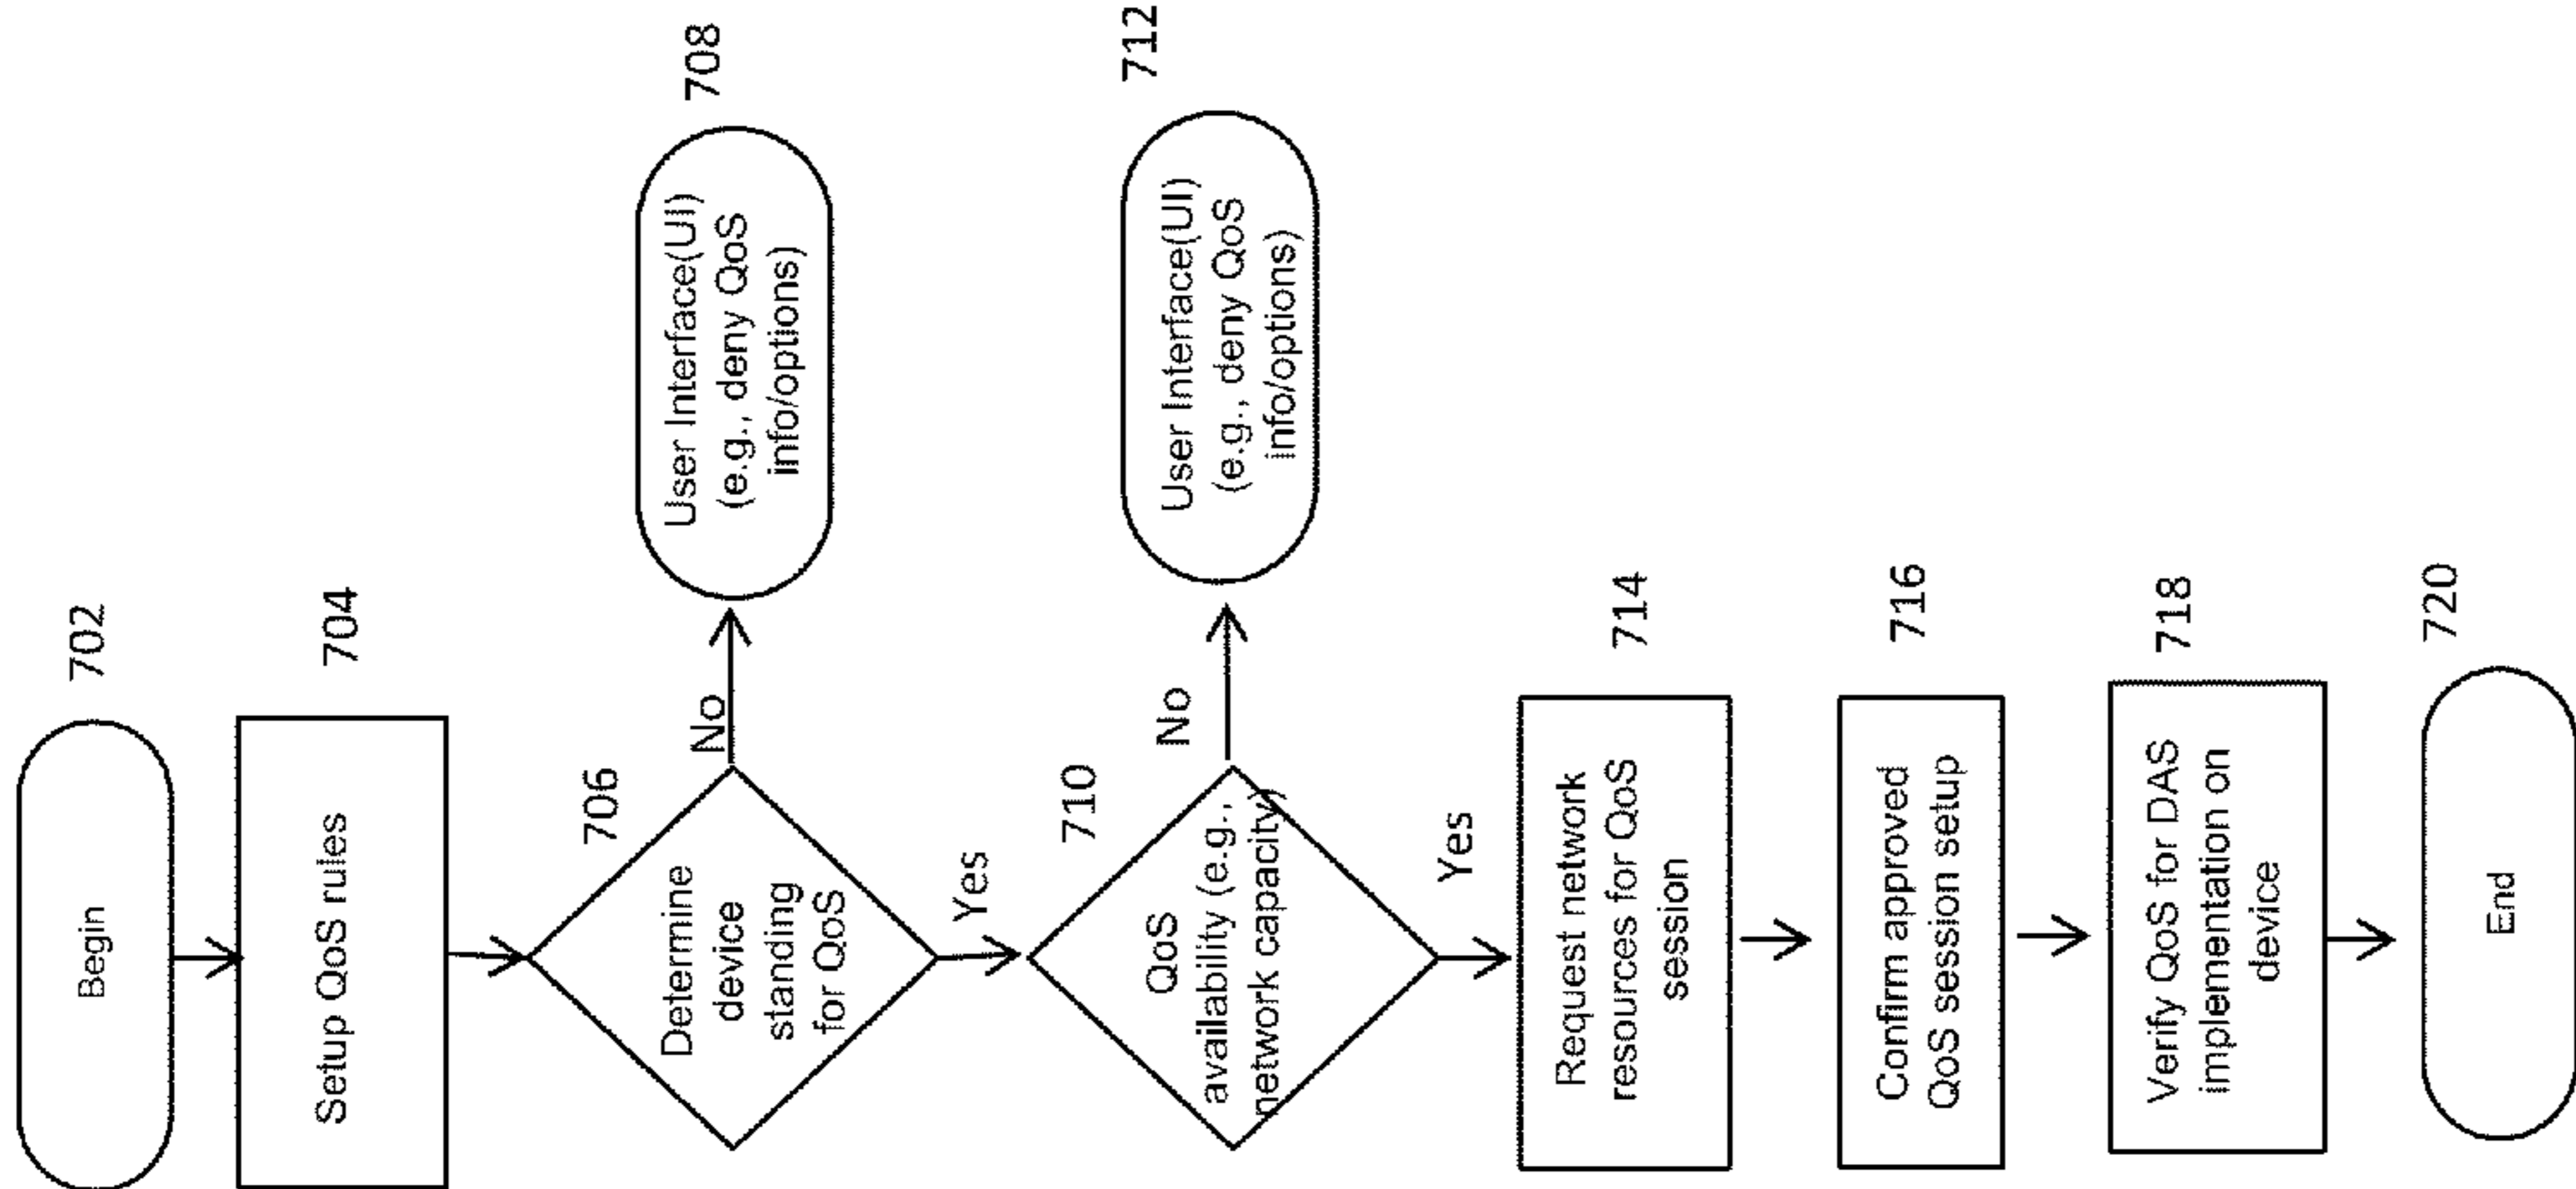 Begin
702
Setup QoS rules
704
Determine
device
standing
for QoS
706
No
User Interface(UI)
(e.g., deny QoS
info/options)
708
Yes
QoS
availability (e.g.,
network capacity)
710
No
User Interface(UI)
(e.g., deny QoS
info/options)
712
Yes
Request network
resources for QoS
session
714
Confirm approved
QoS session setup
716
Verify QoS for DAS
implementation on
device
718
End
720